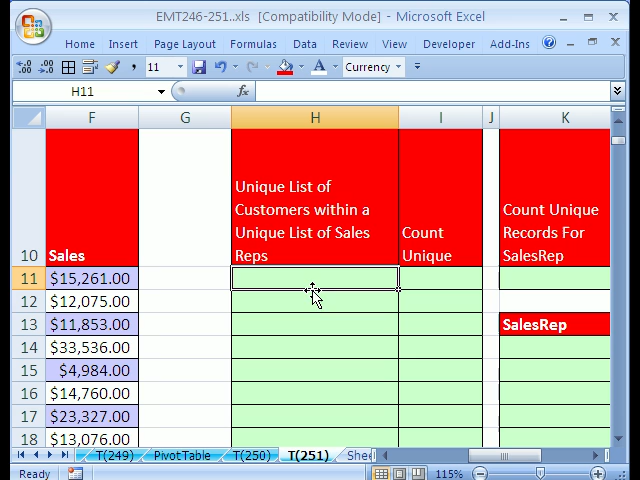 EMT246-251..xls [Compatibility Mode] - Microsoft Excel
Home Insert Page Layout Formulas Data Review View Developer Add-Ins
11 Currency
H11 fx
F G H I J K
10 Sales
Unique List of
Customers within a
Unique List of Sales
Reps
Count
Unique
Count Unique
Records For
SalesRep
11 $15,261.00
12 $12,075.00
13 $11,853.00 SalesRep
14 $33,536.00
15 $4,984.00
16 $14,760.00
17 $23,327.00
18 $13,076.00
T(249) PivotTable T(250) T(251) Shee
Ready 115%